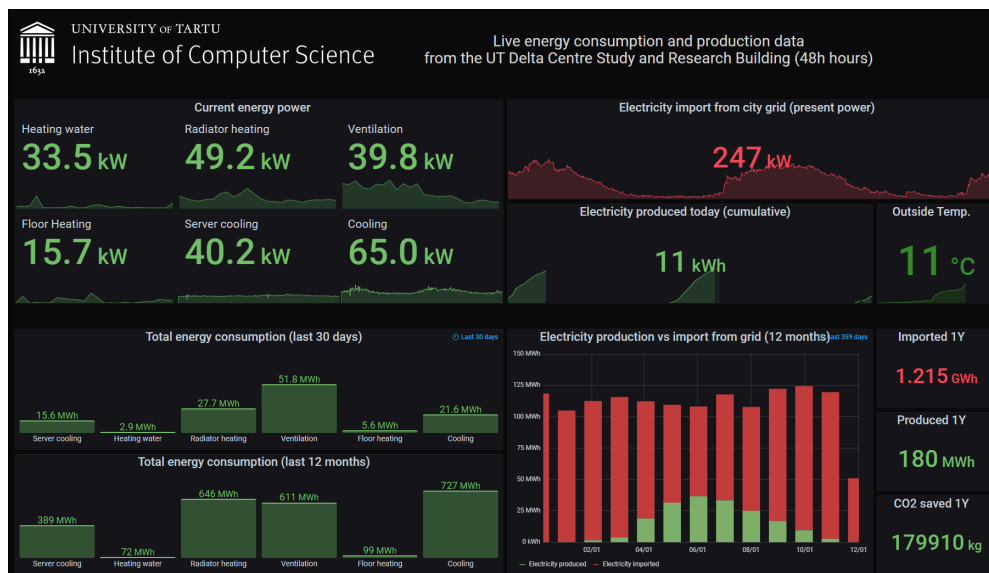 UNIVERSITY OF TARTU
Institute of Computer Science
1632
Live energy consumption and production data
from the UT Delta Centre Study and Research Building (48h hours)
Current energy power
Heating water
Radiator heating
Ventilation
33.5 kW
49.2 kW
39.8 kW
Floor Heating
Server cooling
Cooling
15.7 kW
40.2 kW
65.0 kW
Electricity import from city grid (present power)
247 kW
Electricity produced today (cumulative)
11 kWh
Outside Temp.
11 °C
Total energy consumption (last 30 days)
Last 30 days
15.6 MWh
2.9 MWh
27.7 MWh
51.8 MWh
5.6 MWh
21.6 MWh
Server cooling
Heating water
Radiator heating
Ventilation
Floor heating
Cooling
Total energy consumption (last 12 months)
389 MWh
72 MWh
646 MWh
611 MWh
99 MWh
727 MWh
Server cooling
Heating water
Radiator heating
Ventilation
Floor heating
Cooling
Electricity production vs import from grid (12 months)
ast 359 days
150 MWh
125 MWh
100 MWh
75 MWh
50 MWh
25 MWh
0 MWh
02/01
04/01
06/01
08/01
10/01
12/01
Electricity produced
Electricity imported
Imported 1Y
1.215 GWh
Produced 1Y
180 MWh
CO2 saved 1Y
179910 kg